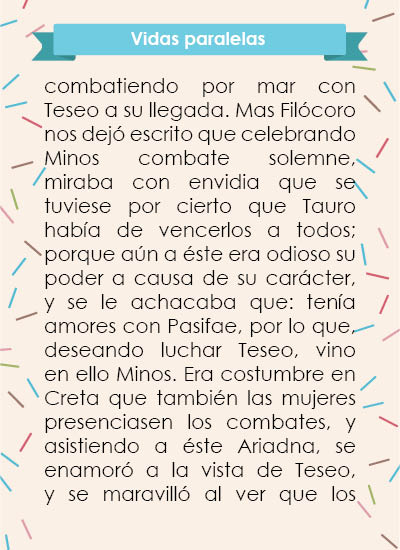 Vidas paralelas
combatiendo por mar con
Teseo a su llegada. Mas Filócoro
nos dejó escrito que celebrando
Minos combate solemne,
miraba con envidia que se
tuviese por cierto que Tauro
había de vencerlos a todos;
porque aún a éste era odioso su
poder a causa de su carácter,
y se le achacaba que: tenía
amores con Pasifae, por lo que,
deseando luchar Teseo, vino
en ello Minos. Era costumbre en
Creta que también las mujeres
presenciasen los combates, y
asistiendo a éste Ariadna, se
enamoró a la vista de Teseo,
y se maravilló al ver que los